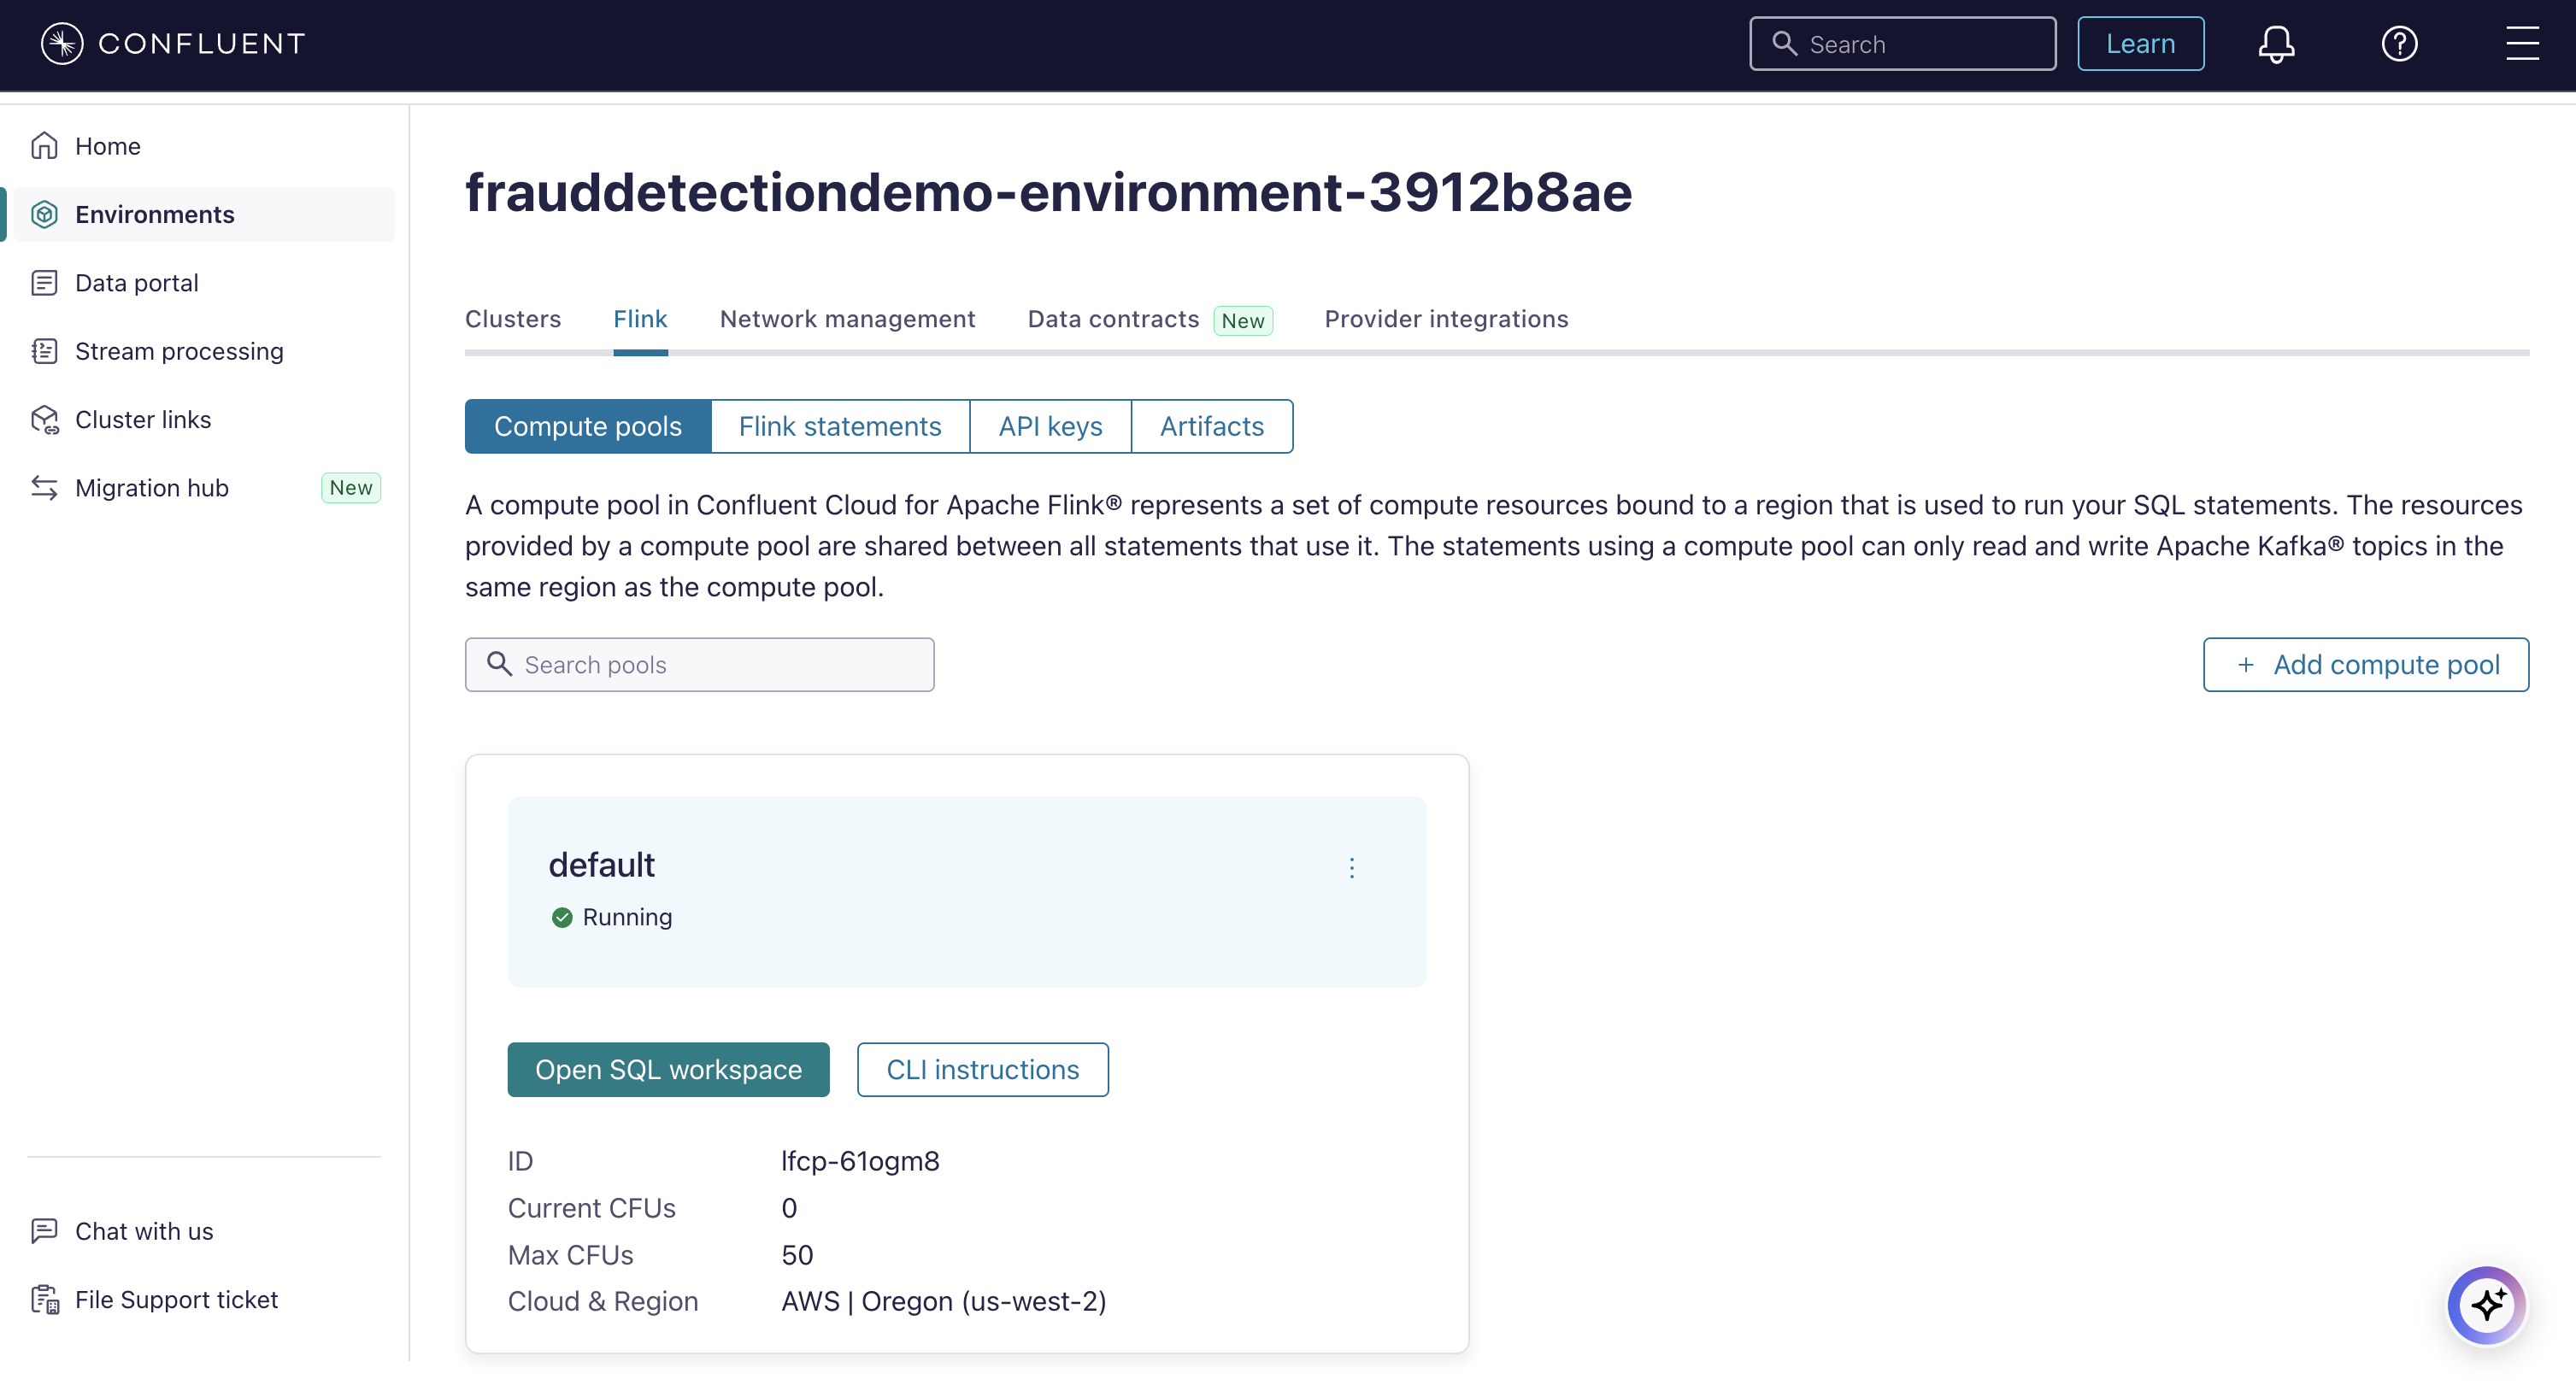 CONFLUENT
Search
Learn
Home
Environments
Data portal
Stream processing
Cluster links
Migration hub New
Chat with us
File Support ticket
frauddetectiondemo-environment-3912b8ae
Clusters Flink Network management Data contracts New Provider integrations
Compute pools Flink statements API keys Artifacts
A compute pool in Confluent Cloud for Apache Flink® represents a set of compute resources bound to a region that is used to run your SQL statements. The resources
provided by a compute pool are shared between all statements that use it. The statements using a compute pool can only read and write Apache Kafka® topics in the
same region as the compute pool.
Search pools
+ Add compute pool
default
Running
Open SQL workspace CLI instructions
ID lfcp-61ogm8
Current CFUs 0
Max CFUs 50
Cloud & Region AWS | Oregon (us-west-2)